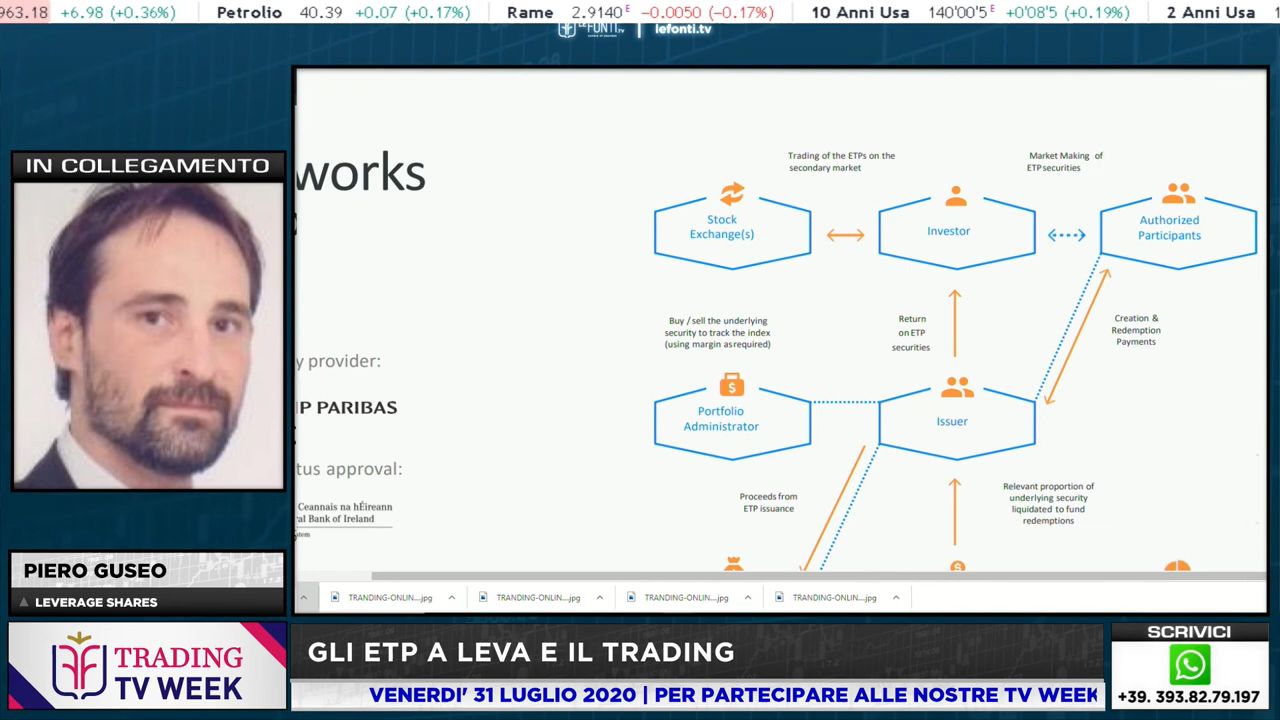 963.18 +6.98 (+0.36%) Petrolio 40.39 +0.07 (+0.17%) Rame 2.9140 E -0.0050 (-0.17%) 10 Anni Usa 140'00'5 E +0'08'5 (+0.19%) 2 Anni Usa
LE FONTI.TV lefonti.tv
IN COLLEGAMENTO
works
y provider:
IP PARIBAS
tus approval:
Ceannais na hÉireann
ral Bank of Ireland
stem
Trading of the ETPs on the
secondary market
Market Making of
ETP securities
Stock
Exchange(s)
Investor
Authorized
Participants
Buy / sell the underlying
security to track the index
(using margin as required)
Return
on ETP
securities
Creation &
Redemption
Payments
Portfolio
Administrator
Issuer
Proceeds from
ETP issuance
Relevant proportion of
underlying security
liquidated to fund
redemptions
TRANDING-ONLIN....jpg TRANDING-ONLIN....jpg TRANDING-ONLIN....jpg TRANDING-ONLIN....jpg
PIERO GUSEO
LEVERAGE SHARES
TRADING
TV WEEK
GLI ETP A LEVA E IL TRADING
VENERDI' 31 LUGLIO 2020 | PER PARTECIPARE ALLE NOSTRE TV WEEK
SCRIVICI
+39. 393.82.79.197